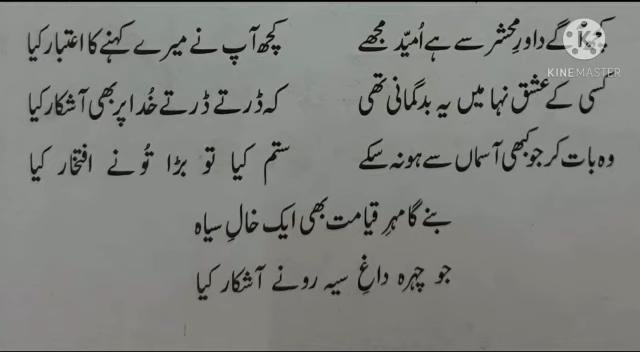 گے داورِ محشر سے ہے اُمیّد مجھے کچھ آپ نے میرے کہنے کا اعتبار کیا
کسی کے عشق نہا میں یہ بدگمانی تھی کہ ڈرتے ڈرتے خُدا پر بھی آشکار کیا
وہ بات کر جو کبھی آسماں سے ہو نہ سکے ستم کیا تو بڑا تُو نے افتخار کیا
بنے گا مہرِ قیامت بھی ایک خالِ سیاہ
جو چہرہ داغِ سیہ رو نے آشکار کیا
KINEMASTER